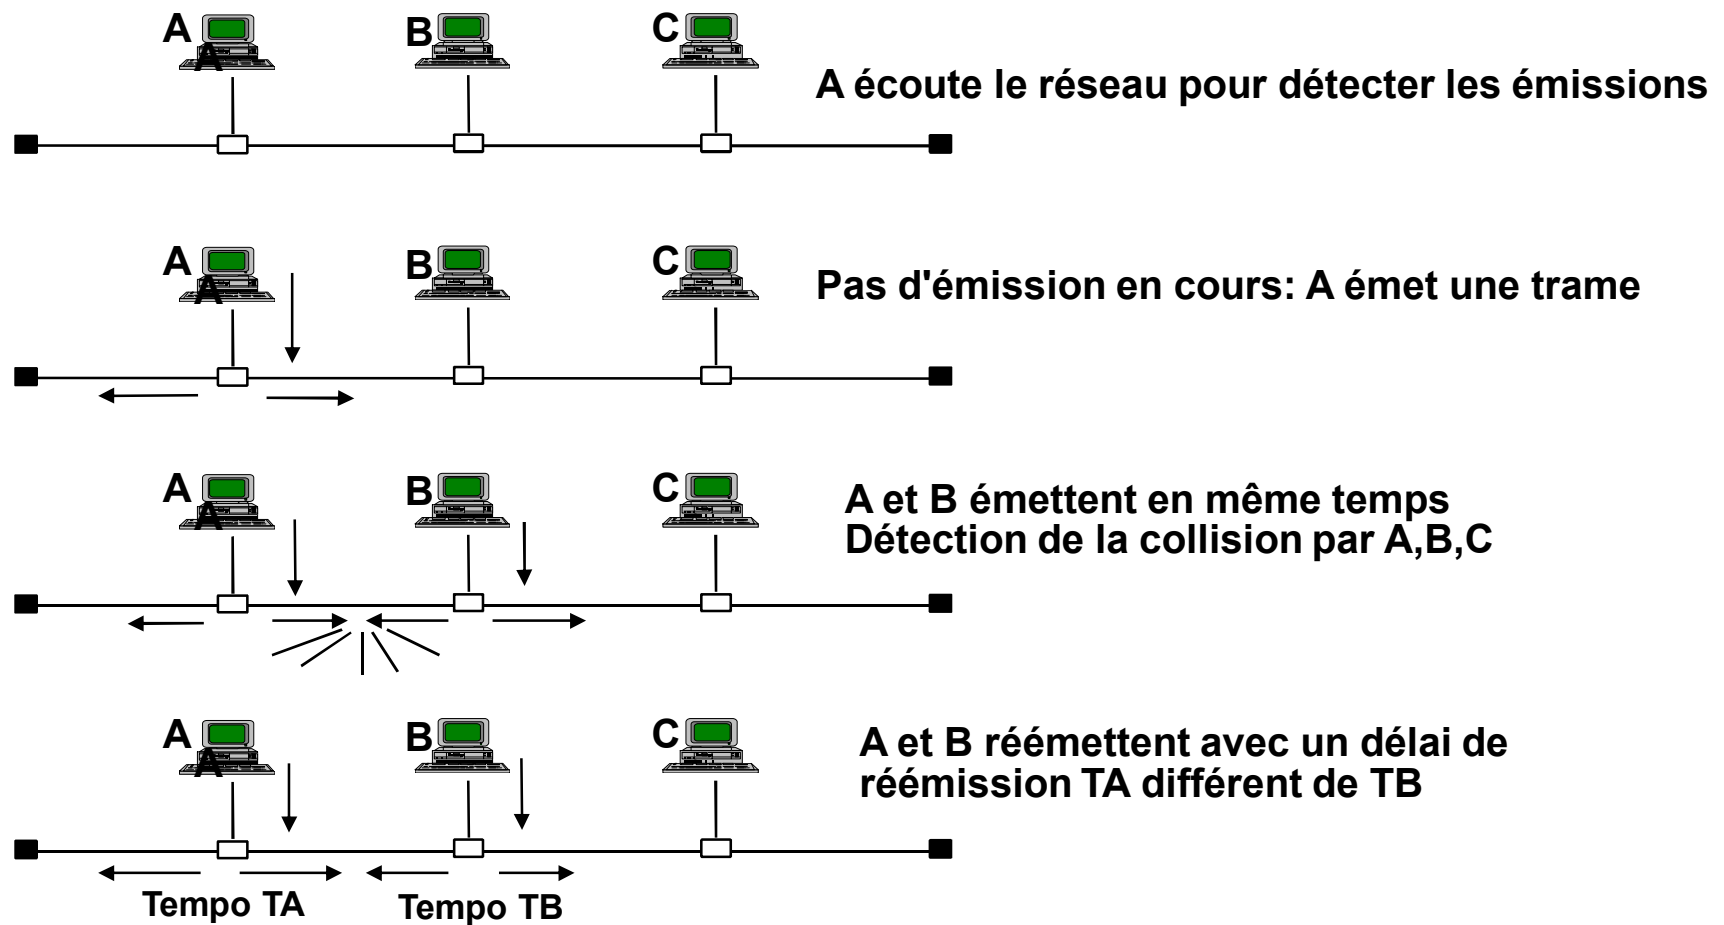 A
A
B
C
A écoute le réseau pour détecter les émissions
A
A
B
C
Pas d'émission en cours: A émet une trame
A
A
B
C
A et B émettent en même temps
Détection de la collision par A,B,C
A
A
B
C
A et B réémettent avec un délai de
réémission TA différent de TB
Tempo TA
Tempo TB